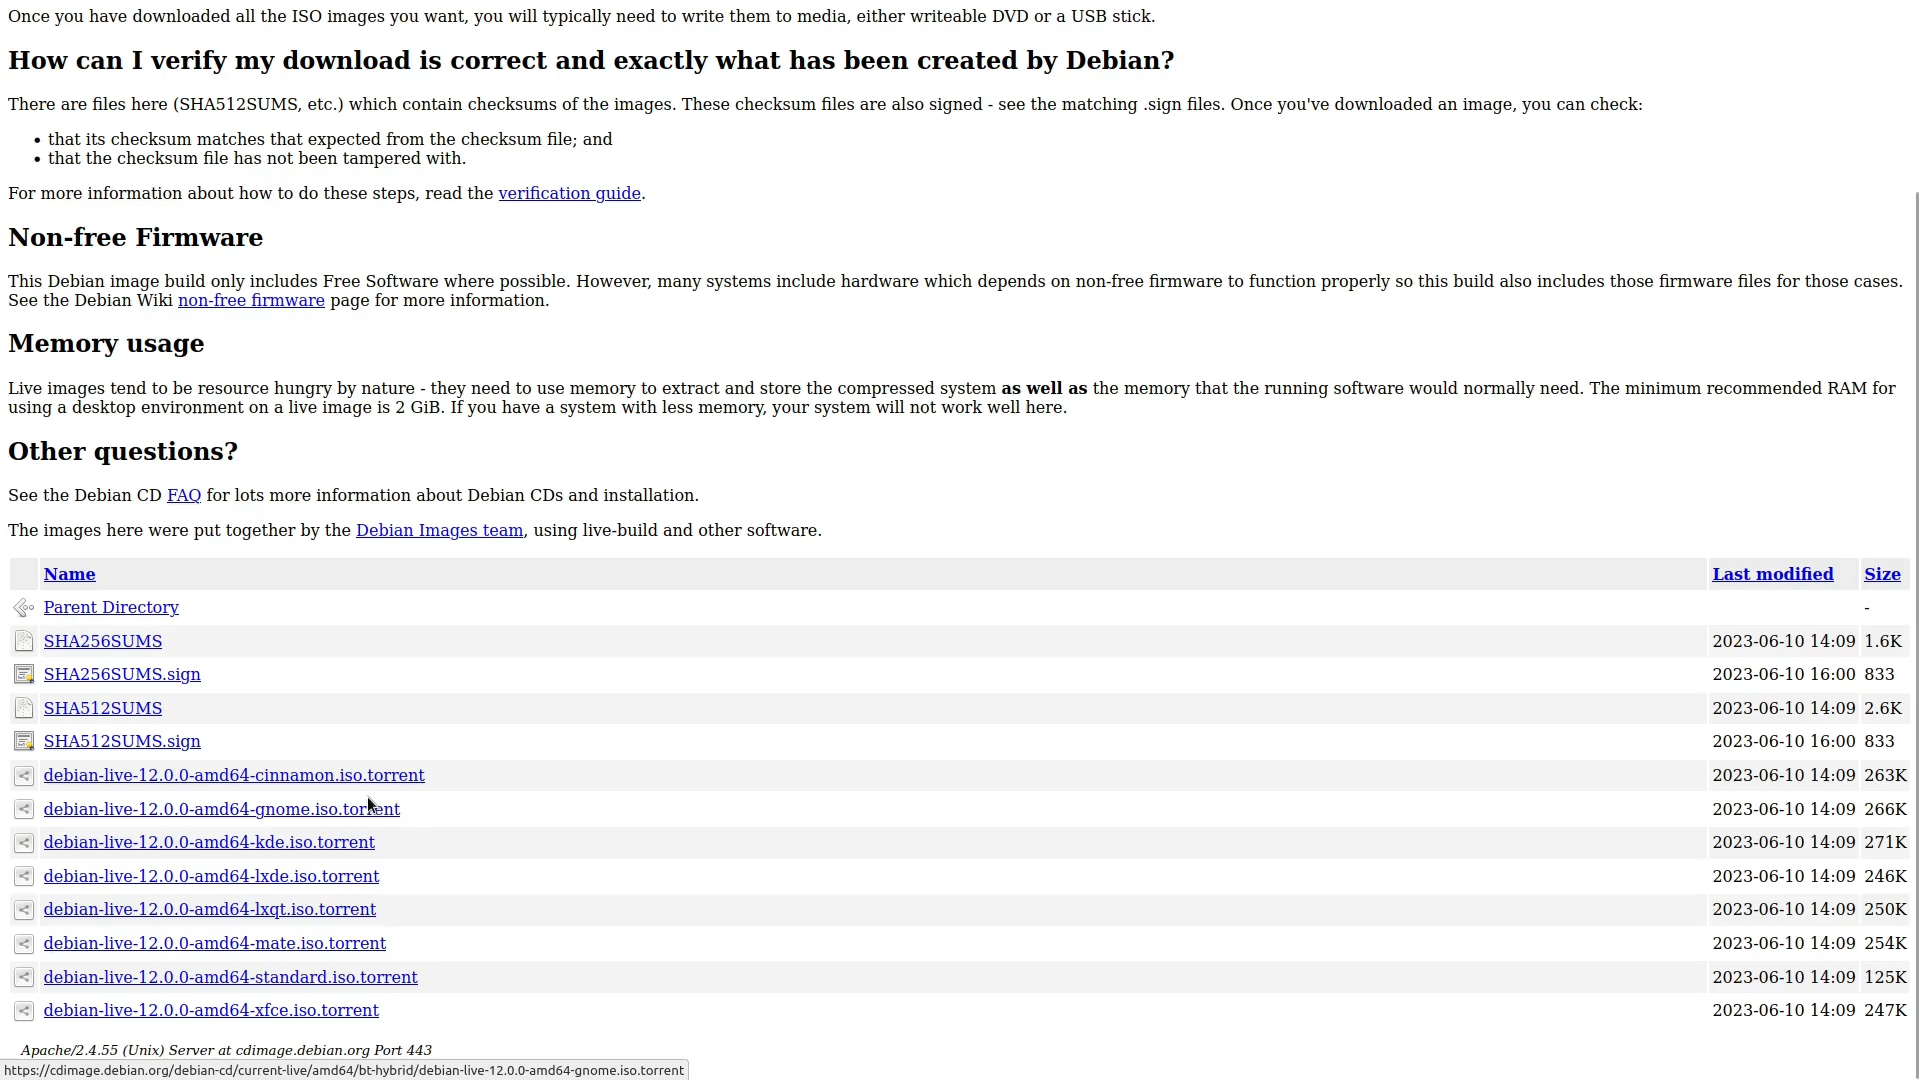 Once you have downloaded all the ISO images you want, you will typically need to write them to media, either writeable DVD or a USB stick.
How can I verify my download is correct and exactly what has been created by Debian?
There are files here (SHA512SUMS, etc.) which contain checksums of the images. These checksum files are also signed - see the matching .sign files. Once you've downloaded an image, you can check:
• that its checksum matches that expected from the checksum file; and
• that the checksum file has not been tampered with.
For more information about how to do these steps, read the verification guide.
Non-free Firmware
This Debian image build only includes Free Software where possible. However, many systems include hardware which depends on non-free firmware to function properly so this build also includes those firmware files for those cases.
See the Debian Wiki non-free firmware page for more information.
Memory usage
Live images tend to be resource hungry by nature - they need to use memory to extract and store the compressed system as well as the memory that the running software would normally need. The minimum recommended RAM for
using a desktop environment on a live image is 2 GiB. If you have a system with less memory, your system will not work well here.
Other questions?
See the Debian CD FAQ for lots more information about Debian CDs and installation.
The images here were put together by the Debian Images team, using live-build and other software.
Name Last modified Size
Parent Directory -
SHA256SUMS 2023-06-10 14:09 1.6K
SHA256SUMS.sign 2023-06-10 16:00 833
SHA512SUMS 2023-06-10 14:09 2.6K
SHA512SUMS.sign 2023-06-10 16:00 833
debian-live-12.0.0-amd64-cinnamon.iso.torrent 2023-06-10 14:09 263K
debian-live-12.0.0-amd64-gnome.iso.torrent 2023-06-10 14:09 266K
debian-live-12.0.0-amd64-kde.iso.torrent 2023-06-10 14:09 271K
debian-live-12.0.0-amd64-lxde.iso.torrent 2023-06-10 14:09 246K
debian-live-12.0.0-amd64-lxqt.iso.torrent 2023-06-10 14:09 250K
debian-live-12.0.0-amd64-mate.iso.torrent 2023-06-10 14:09 254K
debian-live-12.0.0-amd64-standard.iso.torrent 2023-06-10 14:09 125K
debian-live-12.0.0-amd64-xfce.iso.torrent 2023-06-10 14:09 247K
Apache/2.4.55 (Unix) Server at cdimage.debian.org Port 443
https://cdimage.debian.org/debian-cd/current-live/amd64/bt-hybrid/debian-live-12.0.0-amd64-gnome.iso.torrent